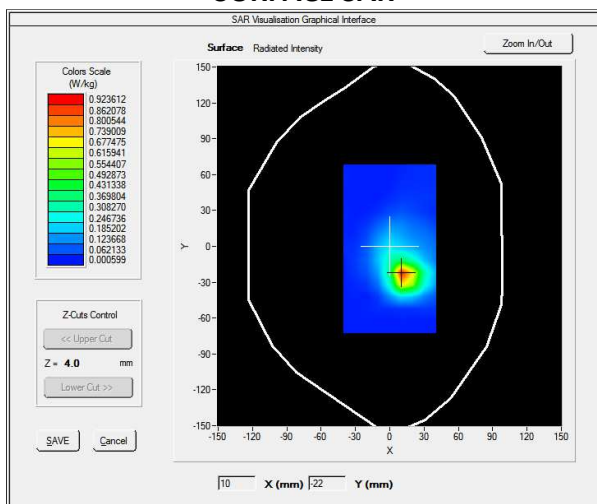 SAR Visualisation Graphical Interface
Surface Radiated Intensity
Zoom In/Out
Colors Scale
(W/kg)
0.923612
0.862078
0.800544
0.739009
0.677475
0.615941
0.554407
0.492873
0.431338
0.369804
0.308270
0.246736
0.185202
0.123668
0.062133
0.000599
Z-Cuts Control
<< Upper Cut
Z = 4.0 mm
Lower Cut >>
SAVE Cancel
150
120
90
60
30
0
-30
-60
-90
-120
-150
Y
-150 -120 -90 -60 -30 0 30 60 90 120 150
X
10 X (mm) -22 Y (mm)